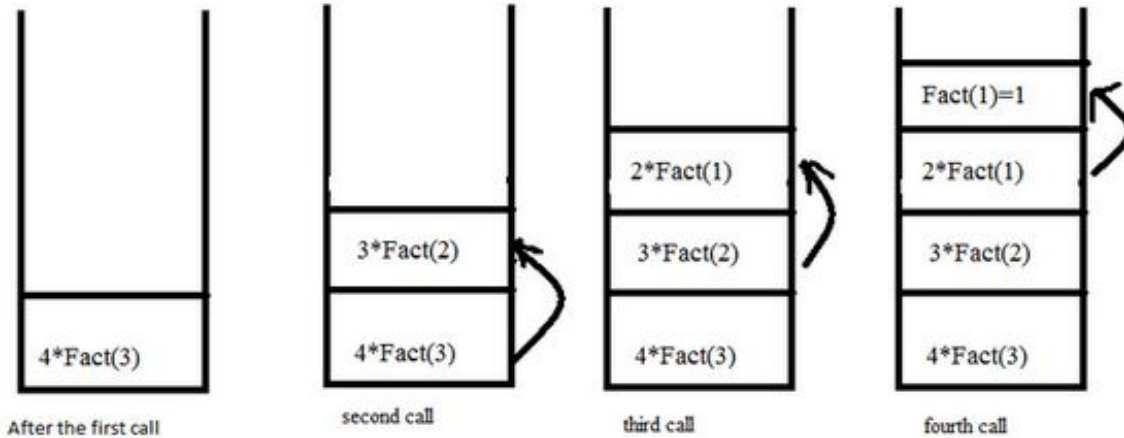 4*Fact(3)
After the first call
3*Fact(2)
4*Fact(3)
second call
2*Fact(1)
3*Fact(2)
4*Fact(3)
third call
Fact(1)=1
2*Fact(1)
3*Fact(2)
4*Fact(3)
fourth call